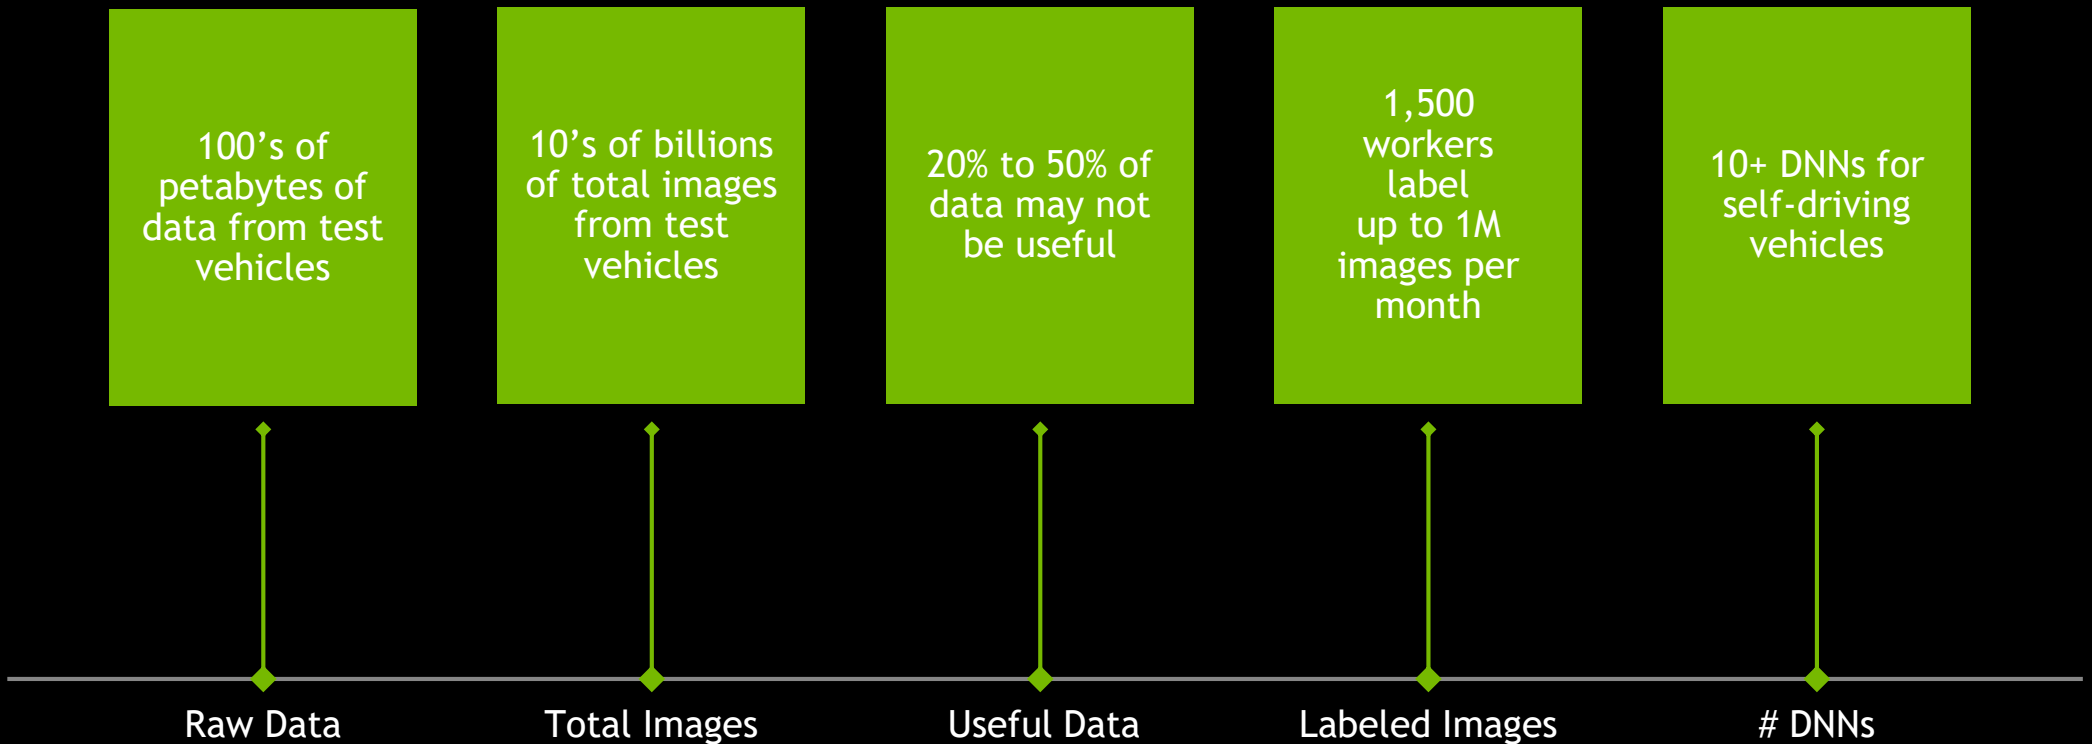 100’s of
petabytes of
data from test
vehicles
10’s of billions
of total images
from test
vehicles
20% to 50% of
data may not
be useful
1,500
workers
label
up to 1M
images per
month
10+ DNNs for
self-driving
vehicles
Raw Data
Total Images
Useful Data
Labeled Images
# DNNs